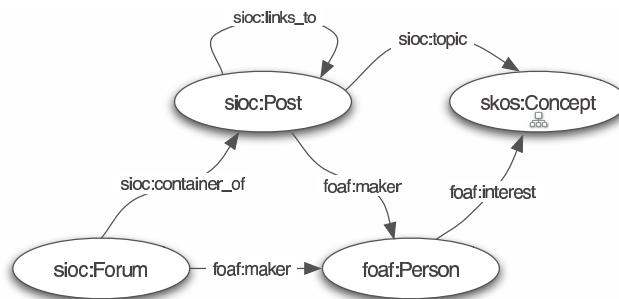 sioc:links_to
sioc:topic
sioc:Post
skos:Concept
sioc:container_of
foaf:maker
foaf:interest
sioc:Forum
foaf:maker
foaf:Person